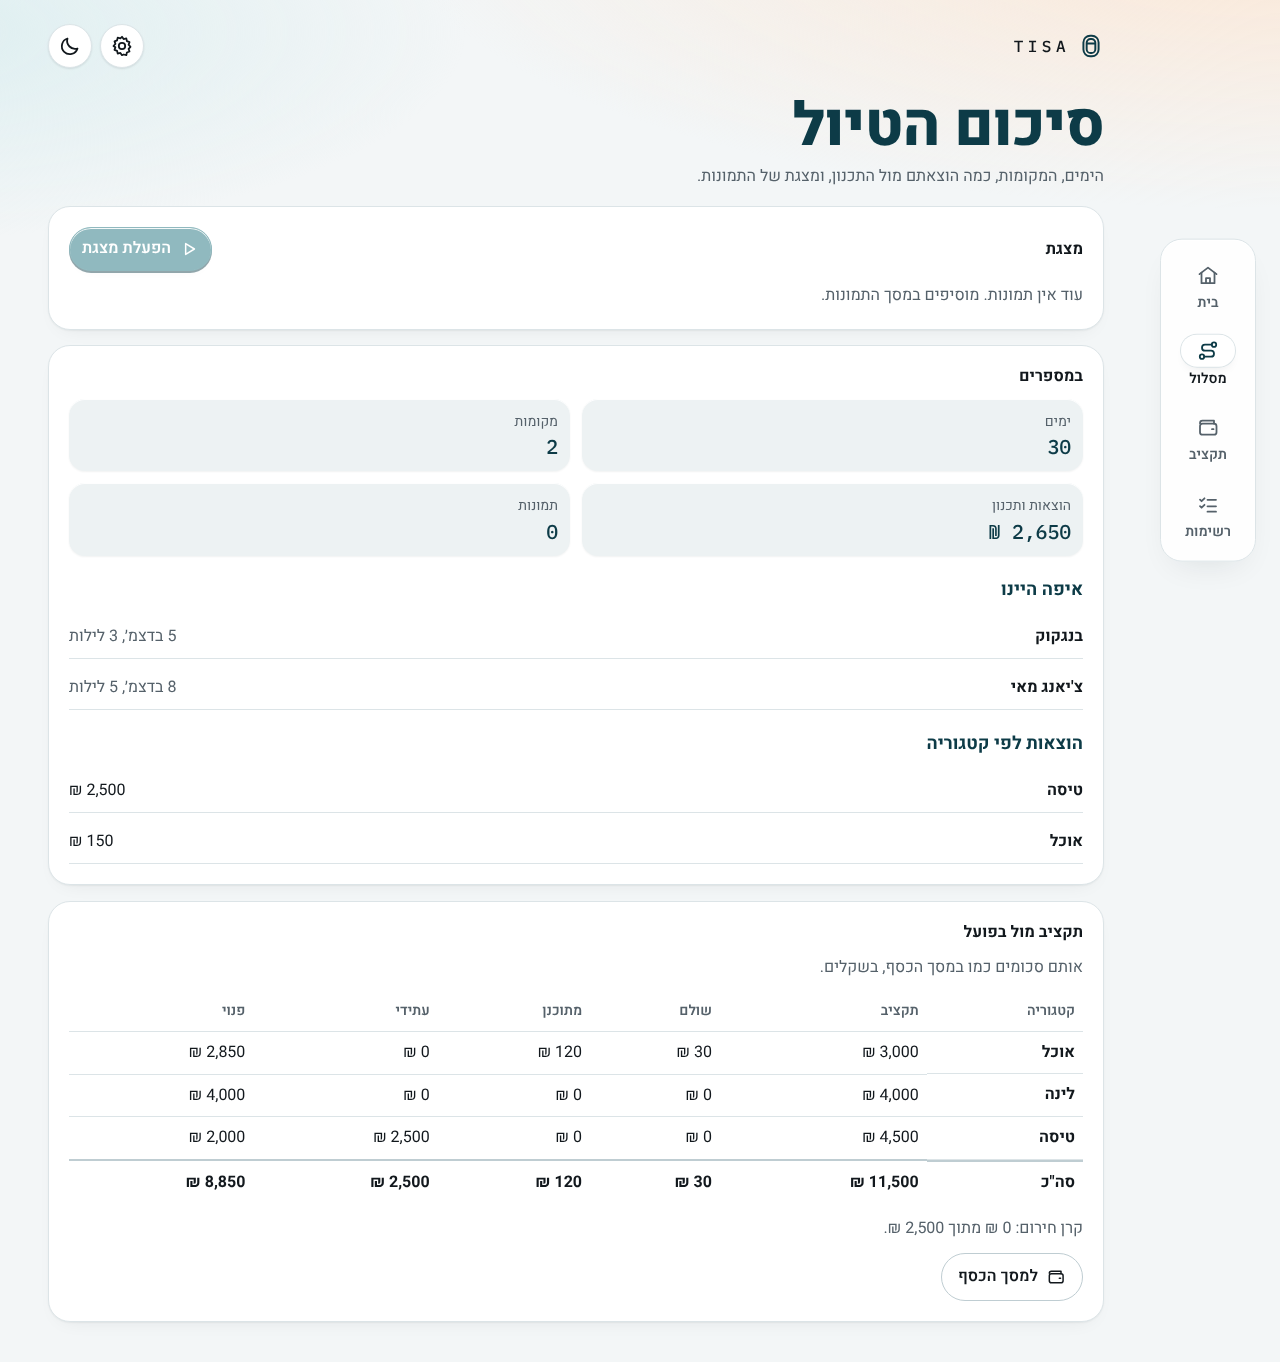 TISA
סיכום הטיול
הימים, המקומות, כמה הוצאתם מול התכנון, ומצגת של התמונות.
בית
מסלול
תקציב
רשימות
מצגת
הפעלת מצגת
עוד אין תמונות. מוסיפים במסך התמונות.
במספרים
ימים
30
מקומות
2
הוצאות ותכנון
2,650 ₪
תמונות
0
איפה היינו
בנגקוק 5 בדצמ׳, 3 לילות
צ'יאנג מאי 8 בדצמ׳, 5 לילות
הוצאות לפי קטגוריה
טיסה 2,500 ₪
אוכל 150 ₪
תקציב מול בפועל
אותם סכומים כמו במסך הכסף, בשקלים.
קטגוריה תקציב שולם מתוכנן עתידי פנוי
אוכל 3,000 ₪ 30 ₪ 120 ₪ 0 ₪ 2,850 ₪
לינה 4,000 ₪ 0 ₪ 0 ₪ 0 ₪ 4,000 ₪
טיסה 4,500 ₪ 0 ₪ 0 ₪ 2,500 ₪ 2,000 ₪
סה"כ 11,500 ₪ 30 ₪ 120 ₪ 2,500 ₪ 8,850 ₪
קרן חירום: 0 ₪ מתוך 2,500 ₪.
למסך הכסף